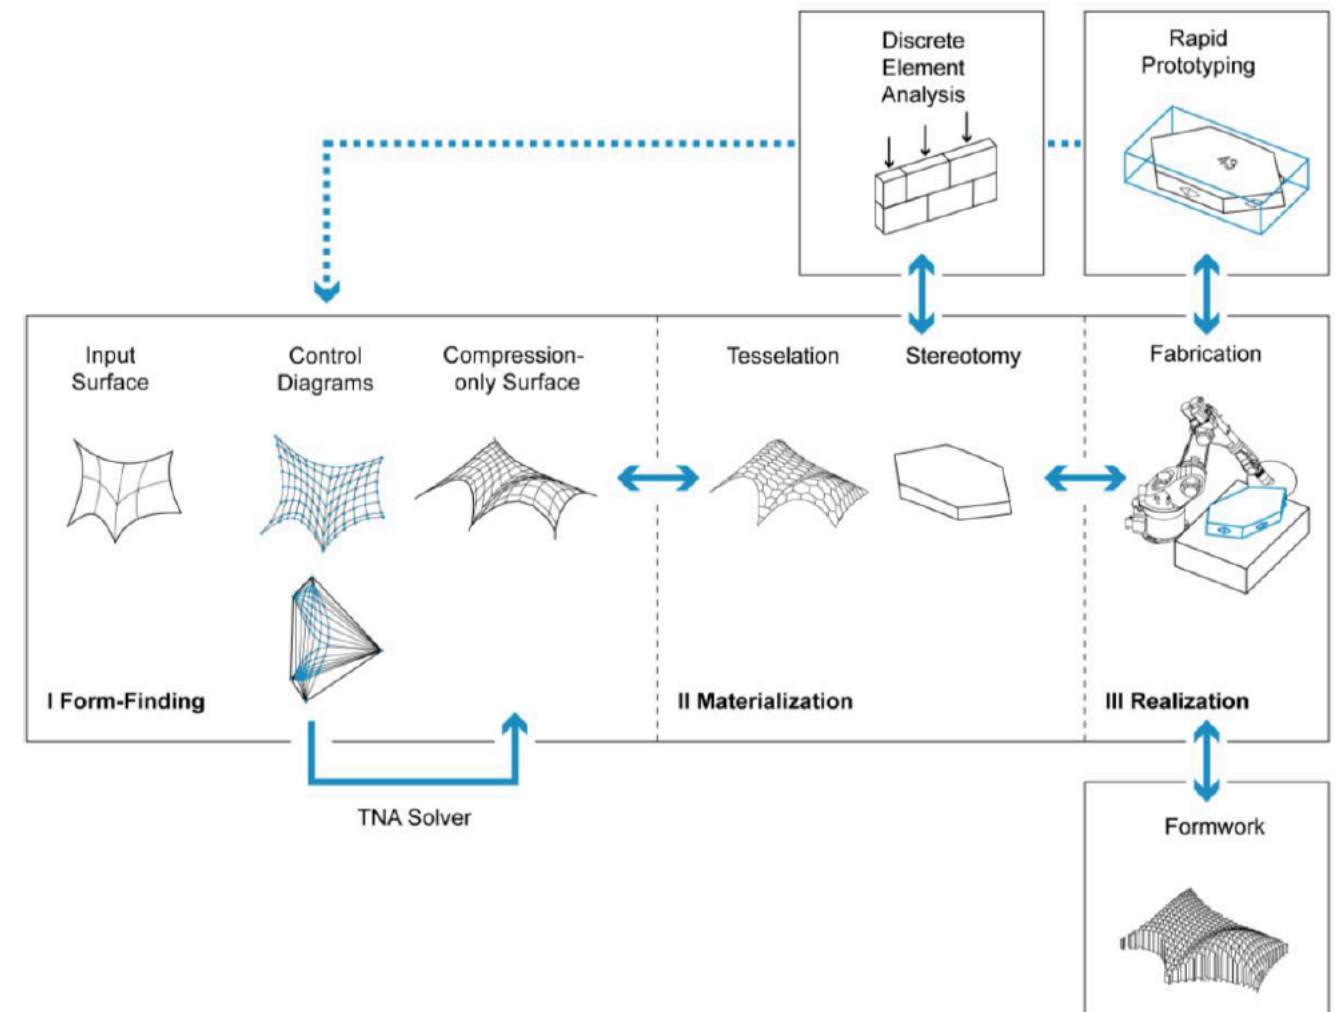 Discrete
Element
Analysis
Rapid
Prototyping
43
Input
Surface
Control
Diagrams
Compression-
only Surface
Tesselation
Stereotomy
Fabrication
I Form-Finding
II Materialization
III Realization
TNA Solver
Formwork